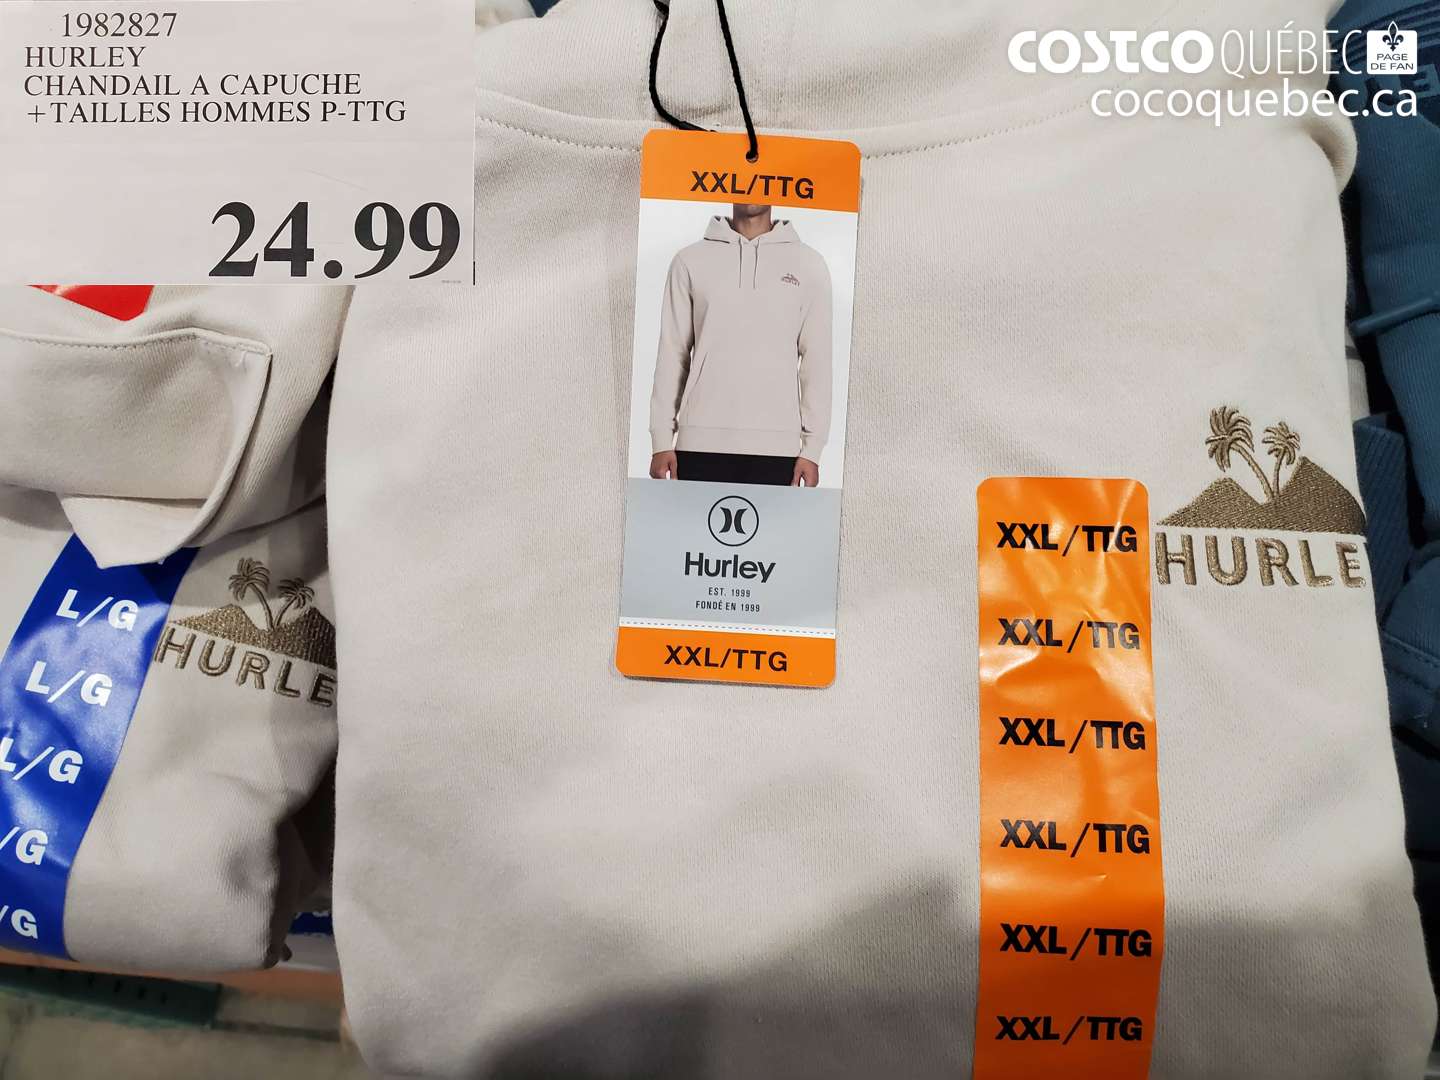 1982827
HURLEY
CHANDAIL A CAPUCHE
+TAILLES HOMMES P-TTG
24.99
COSTCO QUÉBEC
PAGE
DE FAN
cocoquebec.ca
XXL/TTG
Hurley
EST. 1999
FONDÉ EN 1999
XXL/TTG
XXL/TTG
XXL/TTG
XXL/TTG
XXL/TTG
XXL/TTG
XXL/TTG
HURLE
L/G
L/G
L/G
/G
/G
HURLE